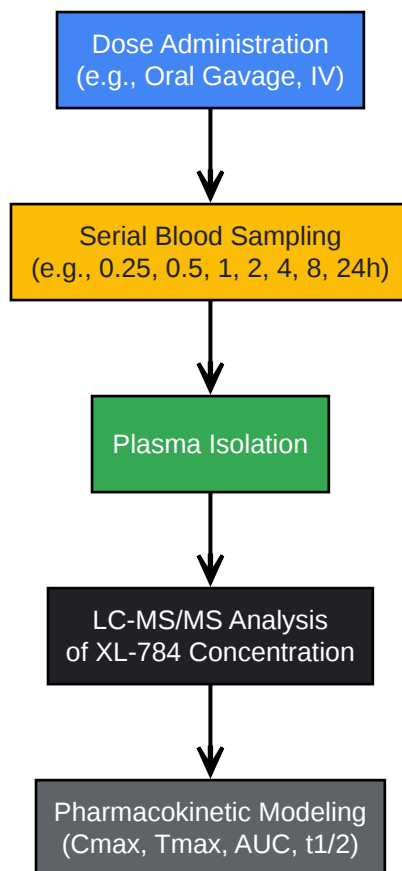 Dose Administration
(e.g., Oral Gavage, IV)
Serial Blood Sampling
(e.g., 0.25, 0.5, 1, 2, 4, 8, 24h)
Plasma Isolation
LC-MS/MS Analysis
of XL-784 Concentration
Pharmacokinetic Modeling
(Cmax, Tmax, AUC, t1/2)